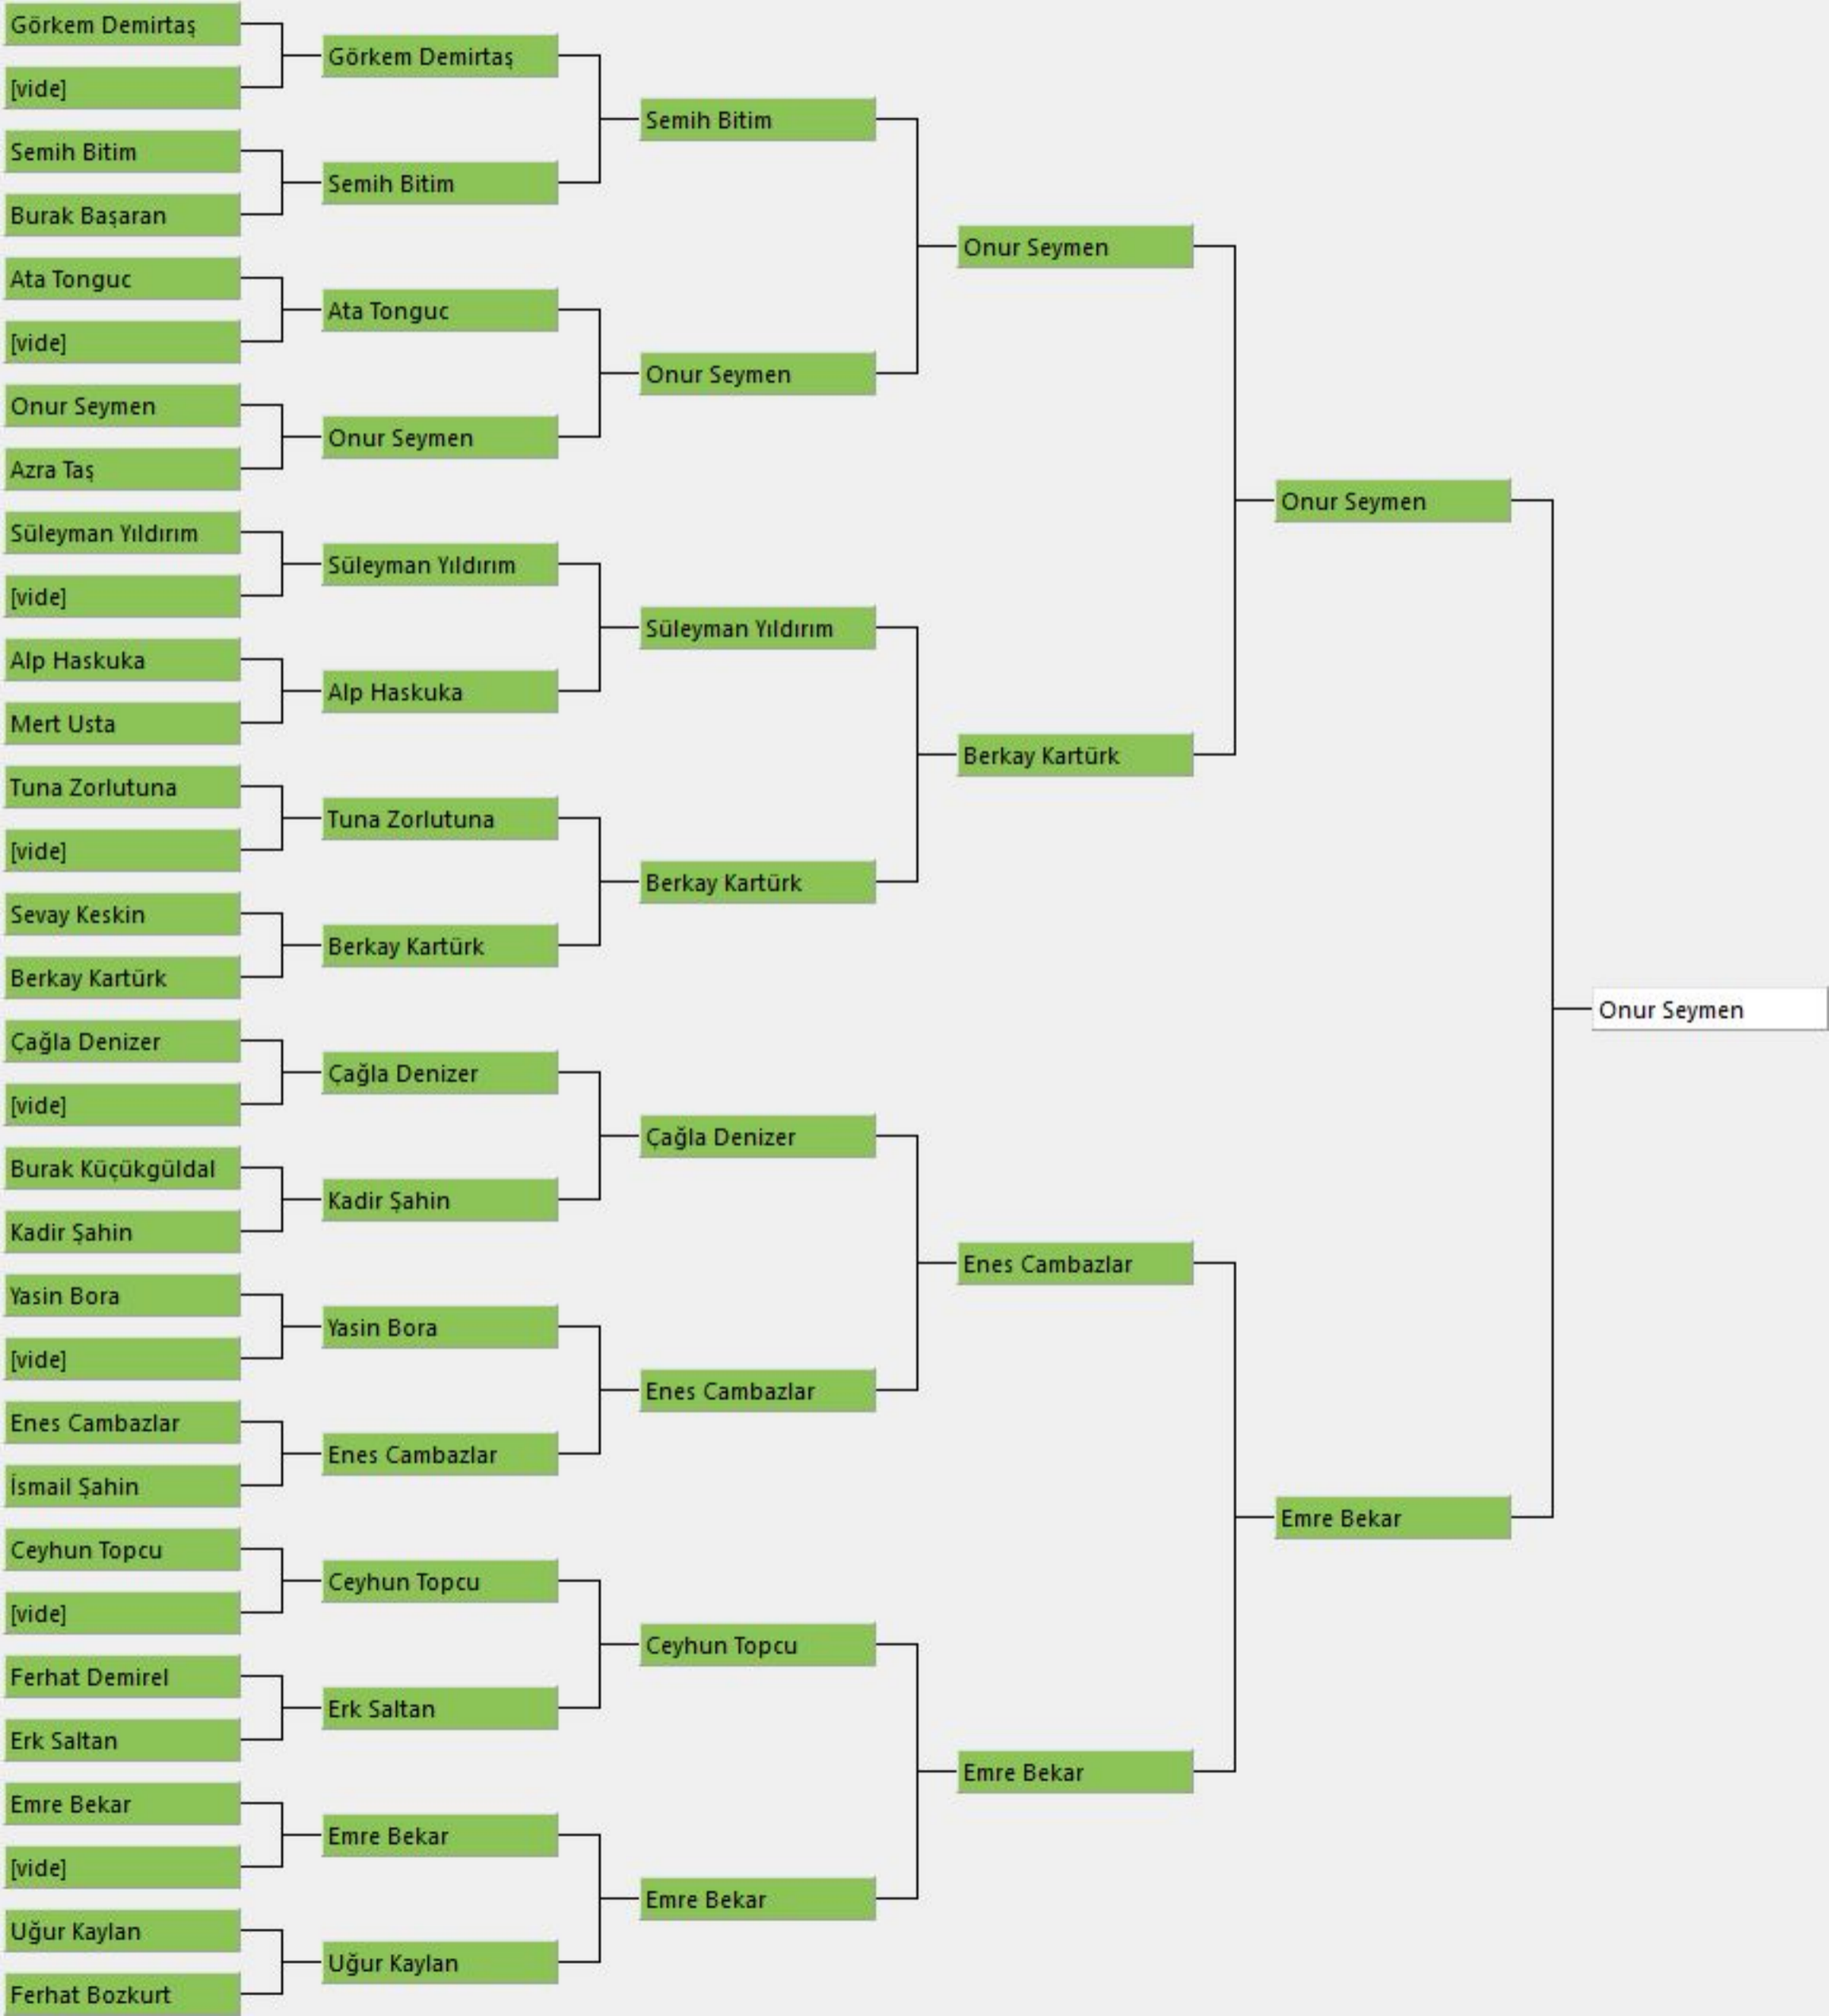 Görkem Demirtaş
[vide]
Semih Bitim
Burak Başaran
Ata Tonguc
[vide]
Onur Seymen
Azra Taş
Süleyman Yıldırım
[vide]
Alp Haskuka
Mert Usta
Tuna Zorlutuna
[vide]
Sevay Keskin
Berkay Kartürk
Çağla Denizer
[vide]
Burak Küçükgüldal
Kadir Şahin
Yasin Bora
[vide]
Enes Cambazlar
İsmail Şahin
Ceyhun Topcu
[vide]
Ferhat Demirel
Erk Saltan
Emre Bekar
[vide]
Uğur Kaylan
Ferhat Bozkurt
Görkem Demirtaş
Semih Bitim
Ata Tonguc
Onur Seymen
Süleyman Yıldırım
Alp Haskuka
Tuna Zorlutuna
Berkay Kartürk
Çağla Denizer
Kadir Şahin
Yasin Bora
Enes Cambazlar
Ceyhun Topcu
Erk Saltan
Emre Bekar
Uğur Kaylan
Semih Bitim
Onur Seymen
Süleyman Yıldırım
Berkay Kartürk
Çağla Denizer
Enes Cambazlar
Ceyhun Topcu
Emre Bekar
Onur Seymen
Berkay Kartürk
Enes Cambazlar
Emre Bekar
Onur Seymen
Emre Bekar
Onur Seymen